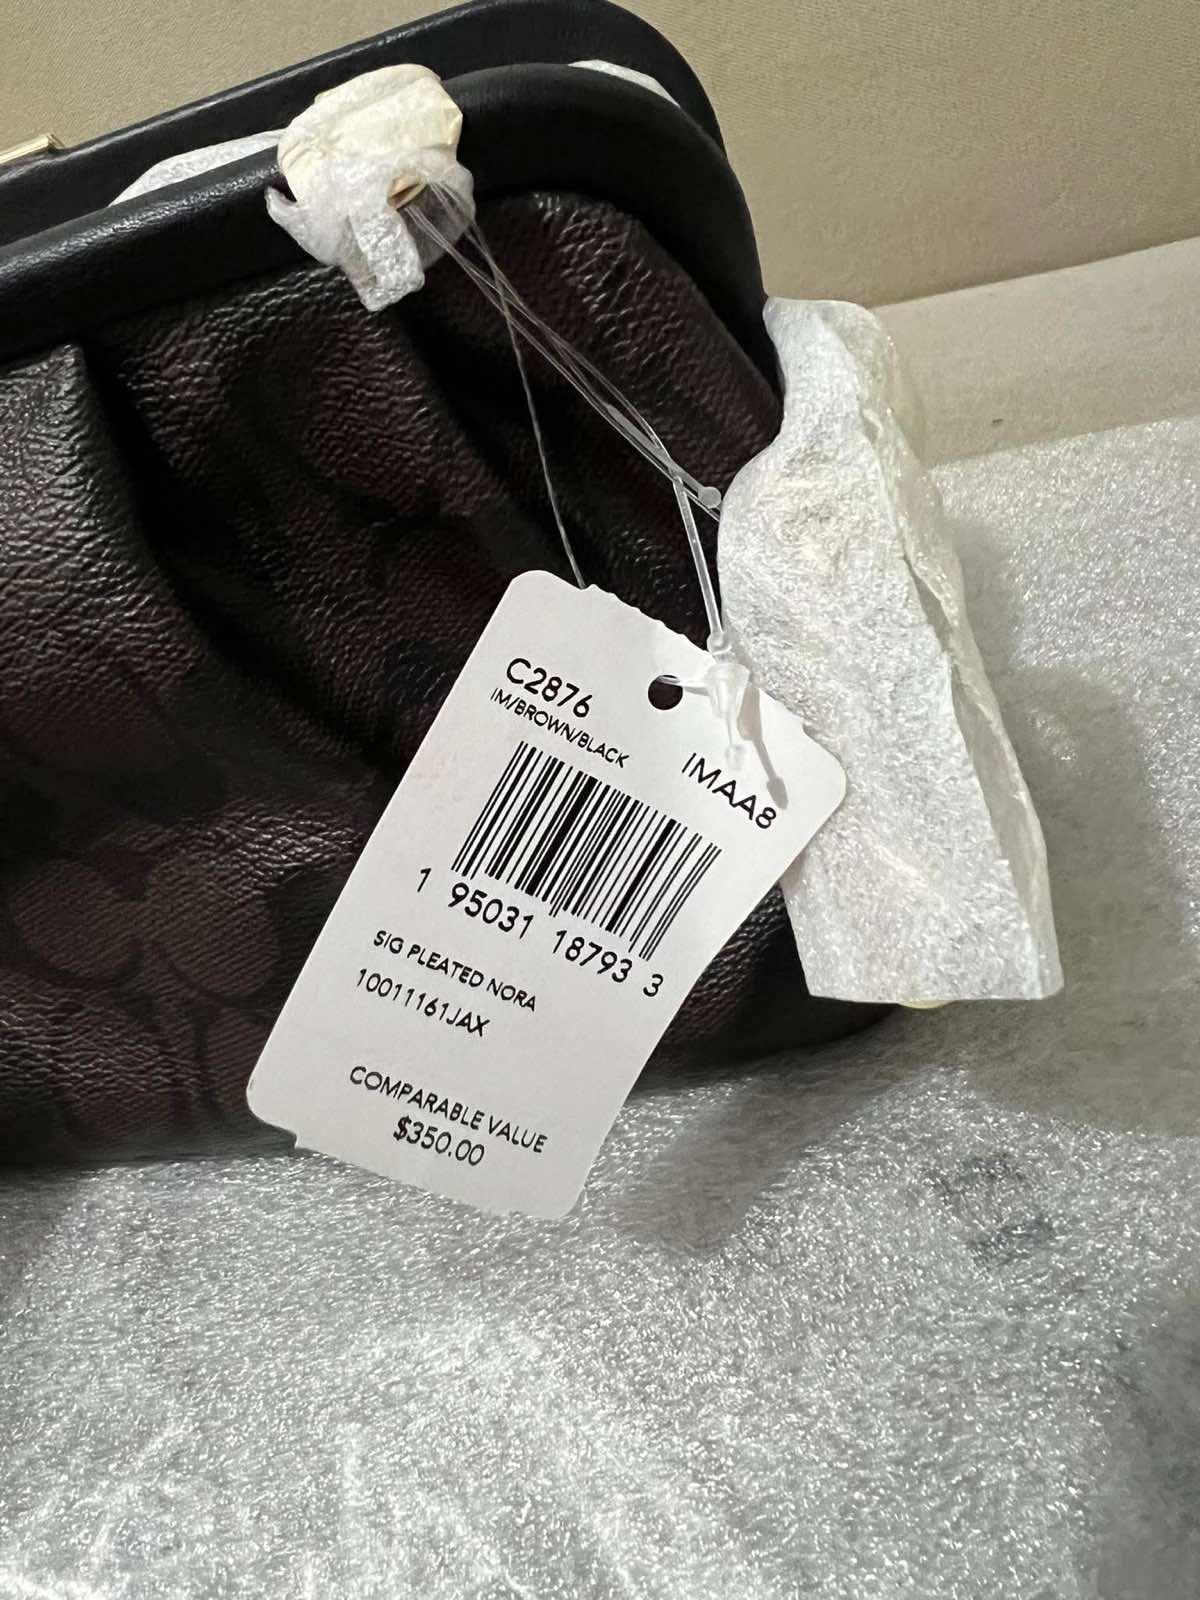 C2876
IM/BROWN/BLACK
IMAA8
1 95031 18793 3
SIG PLEATED NORA
10011161JAX
COMPARABLE VALUE
$350.00